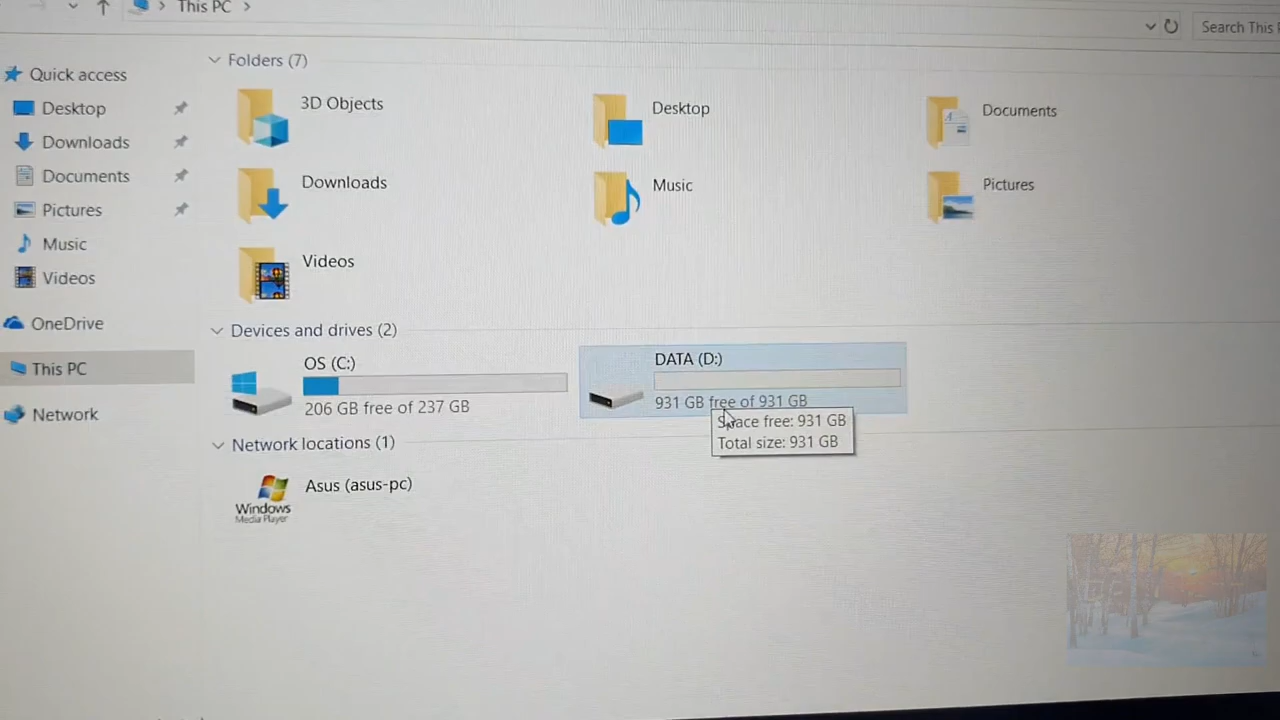 This PC
Search This
Quick access
Desktop
Downloads
Documents
Pictures
Music
Videos
OneDrive
This PC
Network
Folders (7)
3D Objects
Desktop
Documents
Downloads
Music
Pictures
Videos
Devices and drives (2)
OS (C:)
206 GB free of 237 GB
DATA (D:)
931 GB free of 931 GB
Space free: 931 GB
Total size: 931 GB
Network locations (1)
Asus (asus-pc)
Windows
Media Player